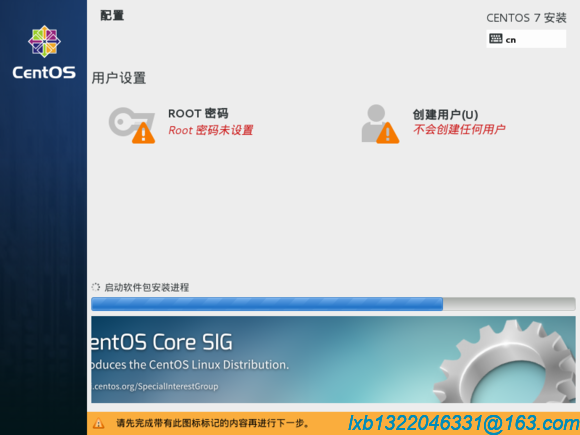 配置
CENTOS 7 安装
cn
CentOS
用户设置
ROOT 密码
Root 密码未设置
创建用户(U)
不会创建任何用户
启动软件包安装进程
entOS Core SIG
oduces the CentOS Linux Distribution.
.centos.org/SpecialInterestGroup
请先完成带有此图标标记的内容再进行下一步。
lxb1322046331@163.com